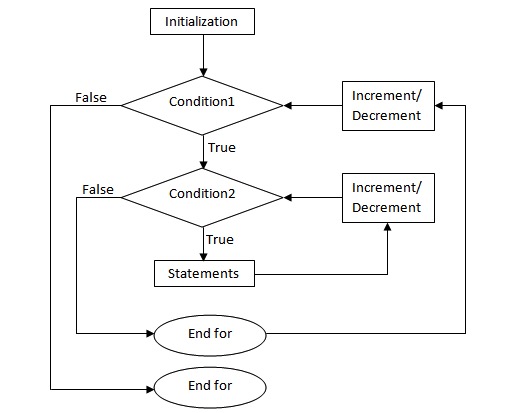 Initialization
Condition1
Increment/
Decrement
False
True
Condition2
Increment/
Decrement
False
True
Statements
End for
End for